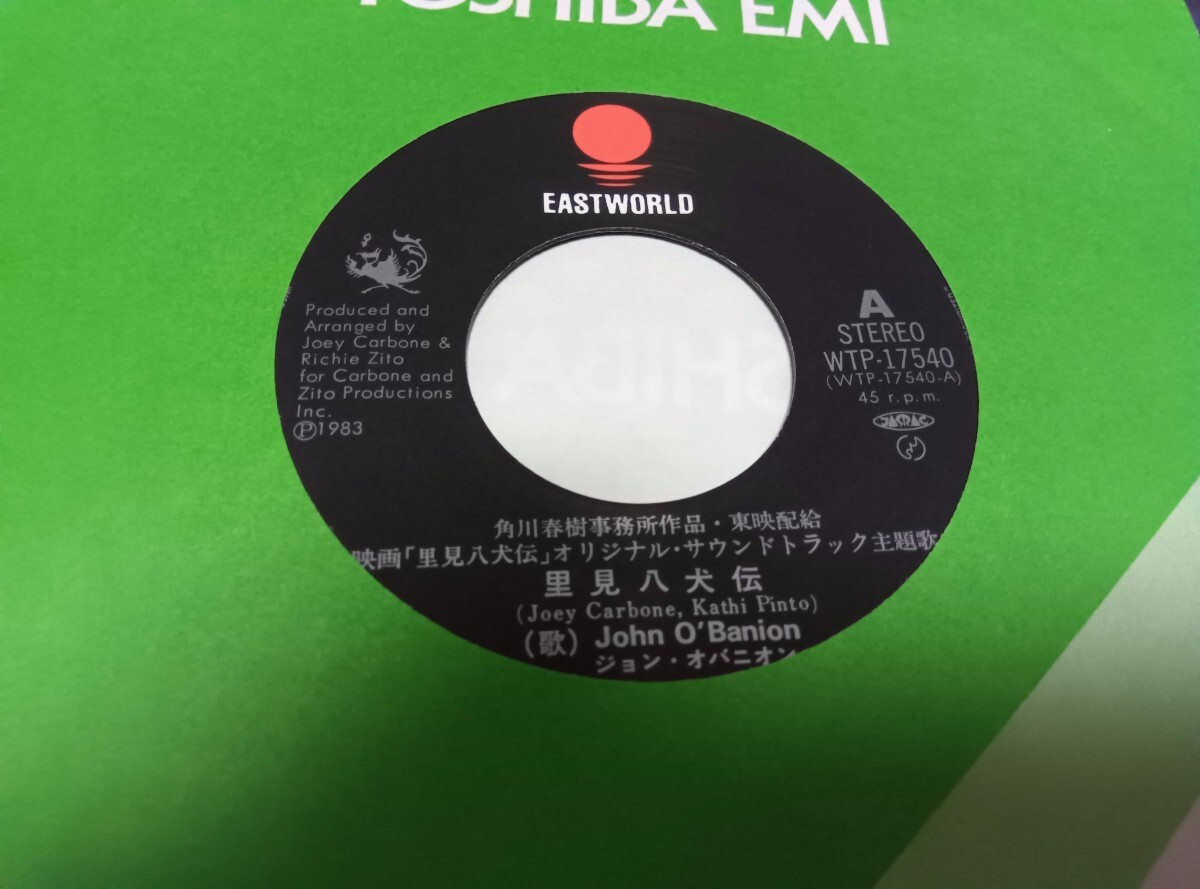 TOSHIBA EMI
EASTWORLD
Produced and
Arranged by
Joey Carbone &
Richie Zito
for Carbone and
Zito Productions
Inc.
Ⓟ1983
A
STEREO
WTP-17540
(WTP-17540-A)
45 r.p.m.
JASRAC
角川春樹事務所作品・東映配給
映画「里見八犬伝」オリジナル・サウンドトラック主題歌
里見八犬伝
(Joey Carbone, Kathi Pinto)
(歌) John O'Banion
ジョン・オバニオン